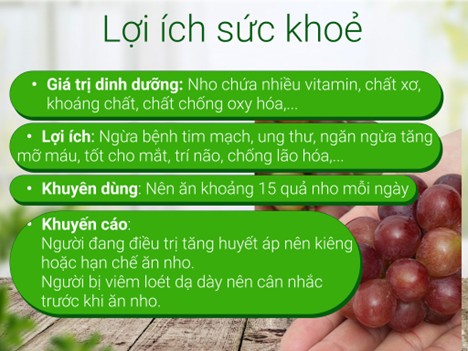 Lợi ích sức khoẻ
• Giá trị dinh dưỡng: Nho chứa nhiều vitamin, chất xơ,
khoáng chất, chất chống oxy hóa,...
• Lợi ích: Ngừa bệnh tim mạch, ung thư, ngăn ngừa tăng
mỡ máu, tốt cho mắt, trí não, chống lão hóa,...
• Khuyên dùng: Nên ăn khoảng 15 quả nho mỗi ngày
• Khuyến cáo:
Người đang điều trị tăng huyết áp nên kiêng
hoặc hạn chế ăn nho.
Người bị viêm loét dạ dày nên cân nhắc
trước khi ăn nho.